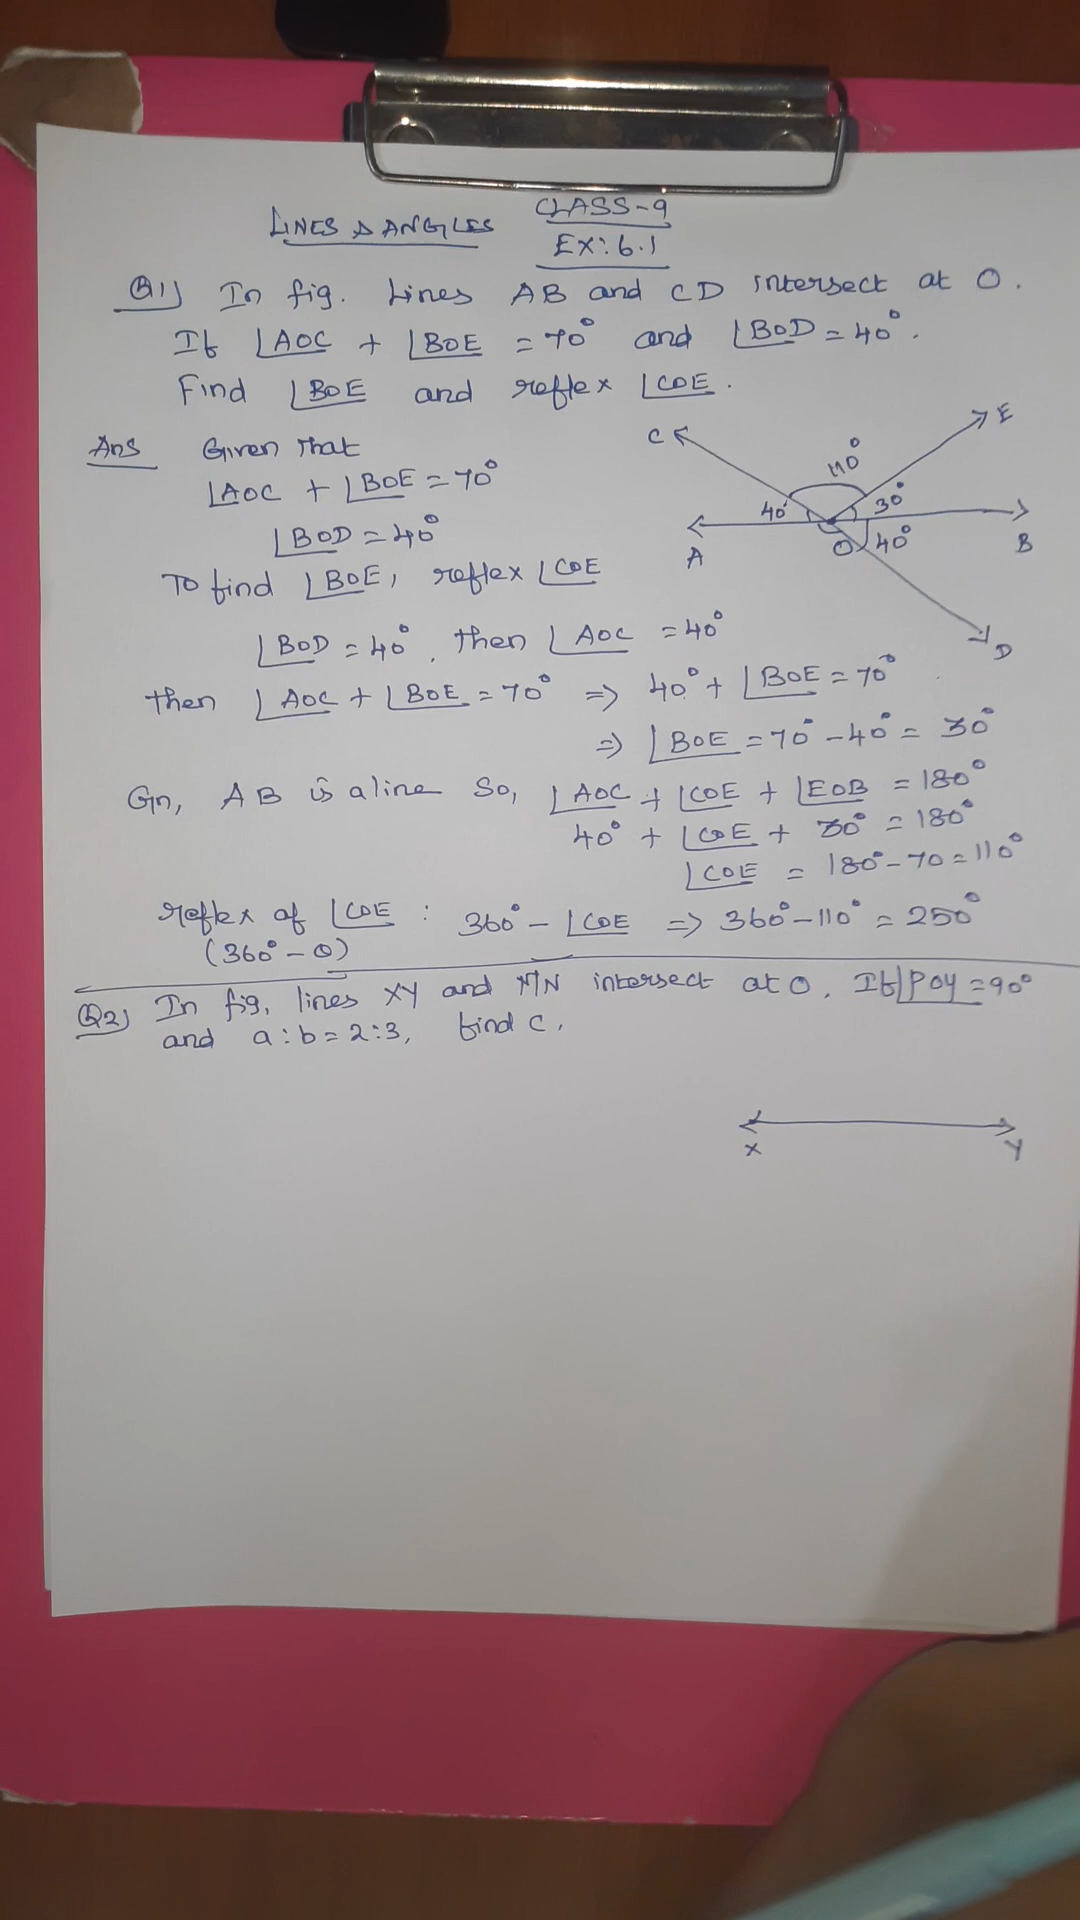 LINES & ANGLES CLASS-9
EX: 6.1
Q1) In fig. Lines AB and CD intersect at O.
If ∠AOC + ∠BOE = 70° and ∠BOD = 40°.
Find ∠BOE and reflex ∠COE.
Ans Given that
∠AOC + ∠BOE = 70°
∠BOD = 40°
To find ∠BOE, reflex ∠COE
C E
110°
40° 30°
A O 40° B
D
∠BOD = 40°, then ∠AOC = 40°
then ∠AOC + ∠BOE = 70° => 40° + ∠BOE = 70°
=> ∠BOE = 70° - 40° = 30°
Gn, AB is a line So, ∠AOC + ∠COE + ∠EOB = 180°
40° + ∠COE + 30° = 180°
∠COE = 180° - 70 = 110°
reflex of ∠COE : 360° - ∠COE => 360° - 110° = 250°
(360° - θ)
Q2) In fig, lines XY and MN intersect at O. If ∠POY = 90°
and a : b = 2 : 3, find c.
X Y